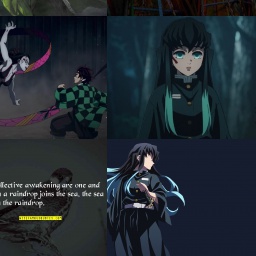 llective awakening are one and
a raindrop joins the sea, the sea
the raindrop.